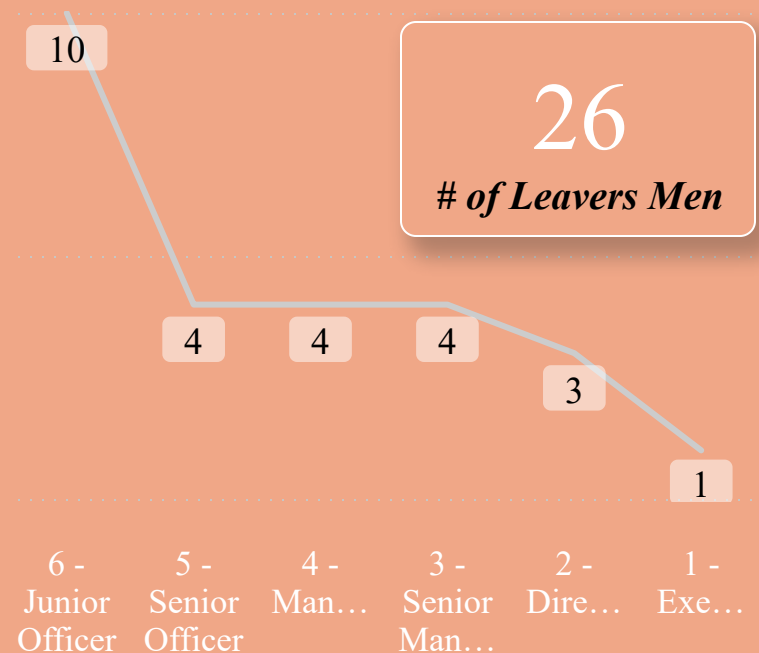 10
26
# of Leavers Men
4
4
4
3
1
6 -
Junior
Officer
5 -
Senior
Officer
4 -
Man…
3 -
Senior
Man…
2 -
Dire…
1 -
Exe…